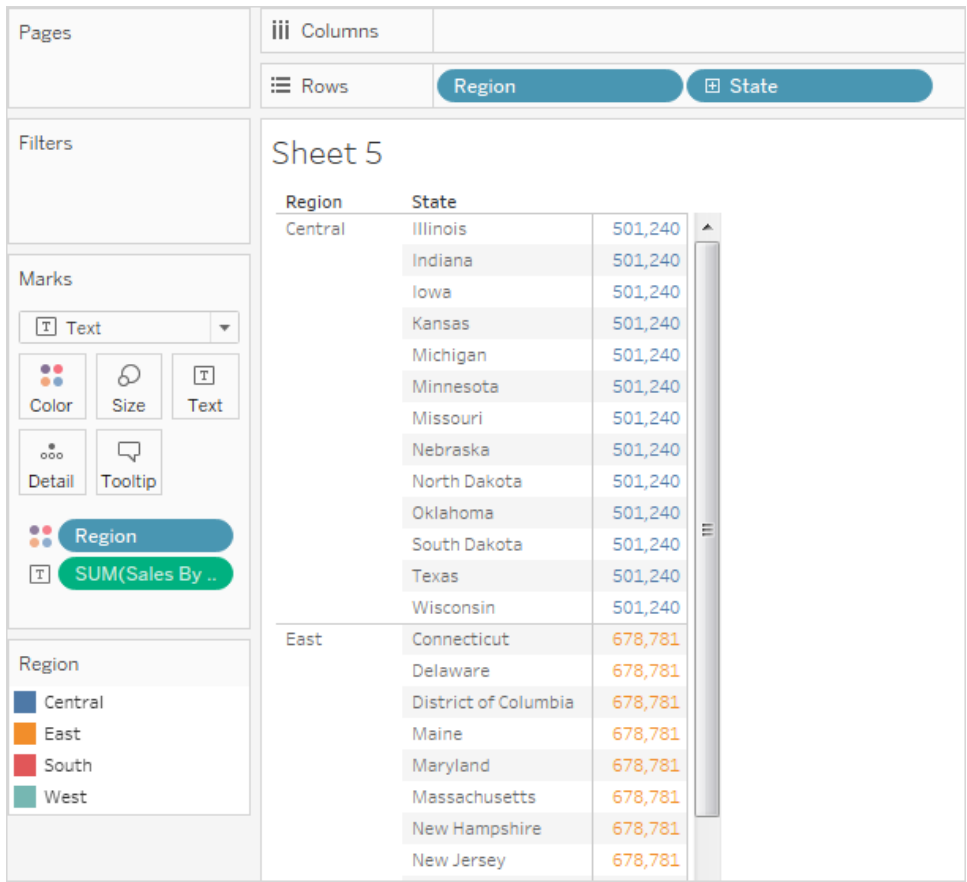 Pages
Columns
Rows Region State
Filters
Marks
T Text
Color Size T Text
Detail Tooltip
Region
T SUM(Sales By ..
Region
Central
East
South
West
Sheet 5
Region State
Central Illinois 501,240
Indiana 501,240
Iowa 501,240
Kansas 501,240
Michigan 501,240
Minnesota 501,240
Missouri 501,240
Nebraska 501,240
North Dakota 501,240
Oklahoma 501,240
South Dakota 501,240
Texas 501,240
Wisconsin 501,240
East Connecticut 678,781
Delaware 678,781
District of Columbia 678,781
Maine 678,781
Maryland 678,781
Massachusetts 678,781
New Hampshire 678,781
New Jersey 678,781